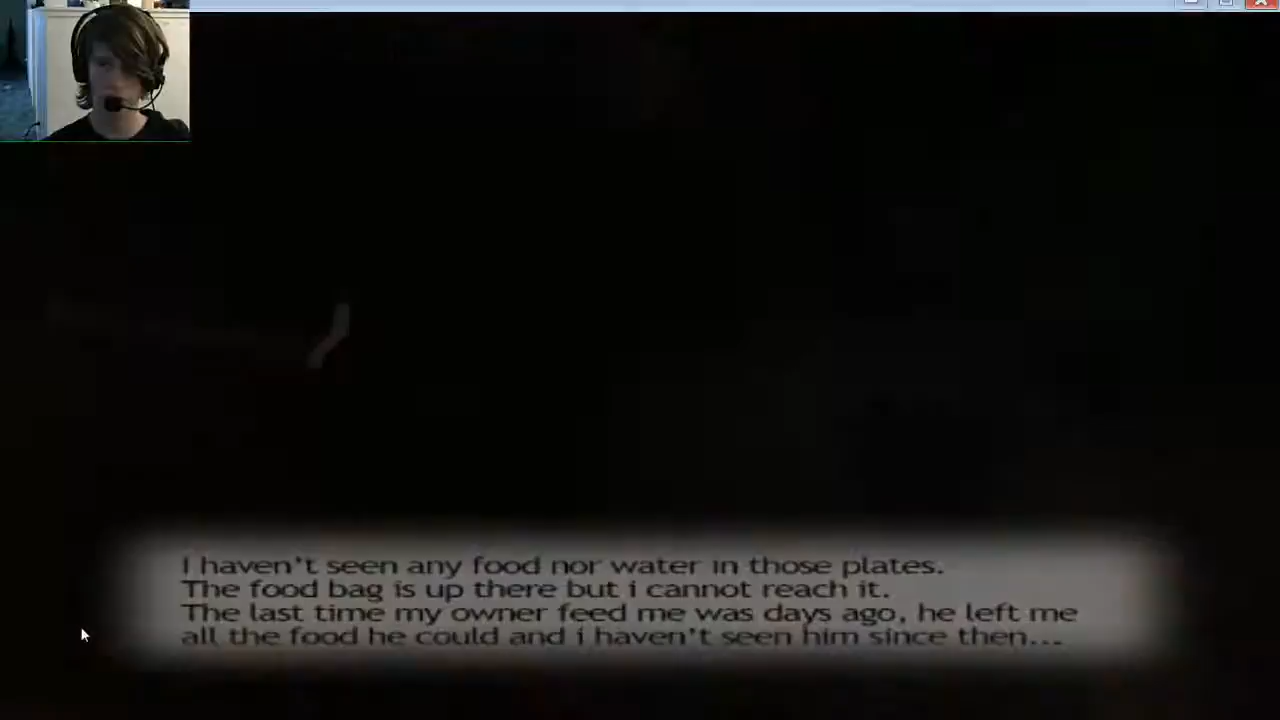 I haven't seen any food nor water in those plates.
The food bag is up there but i cannot reach it.
The last time my owner feed me was days ago, he left me
all the food he could and i haven't seen him since then...